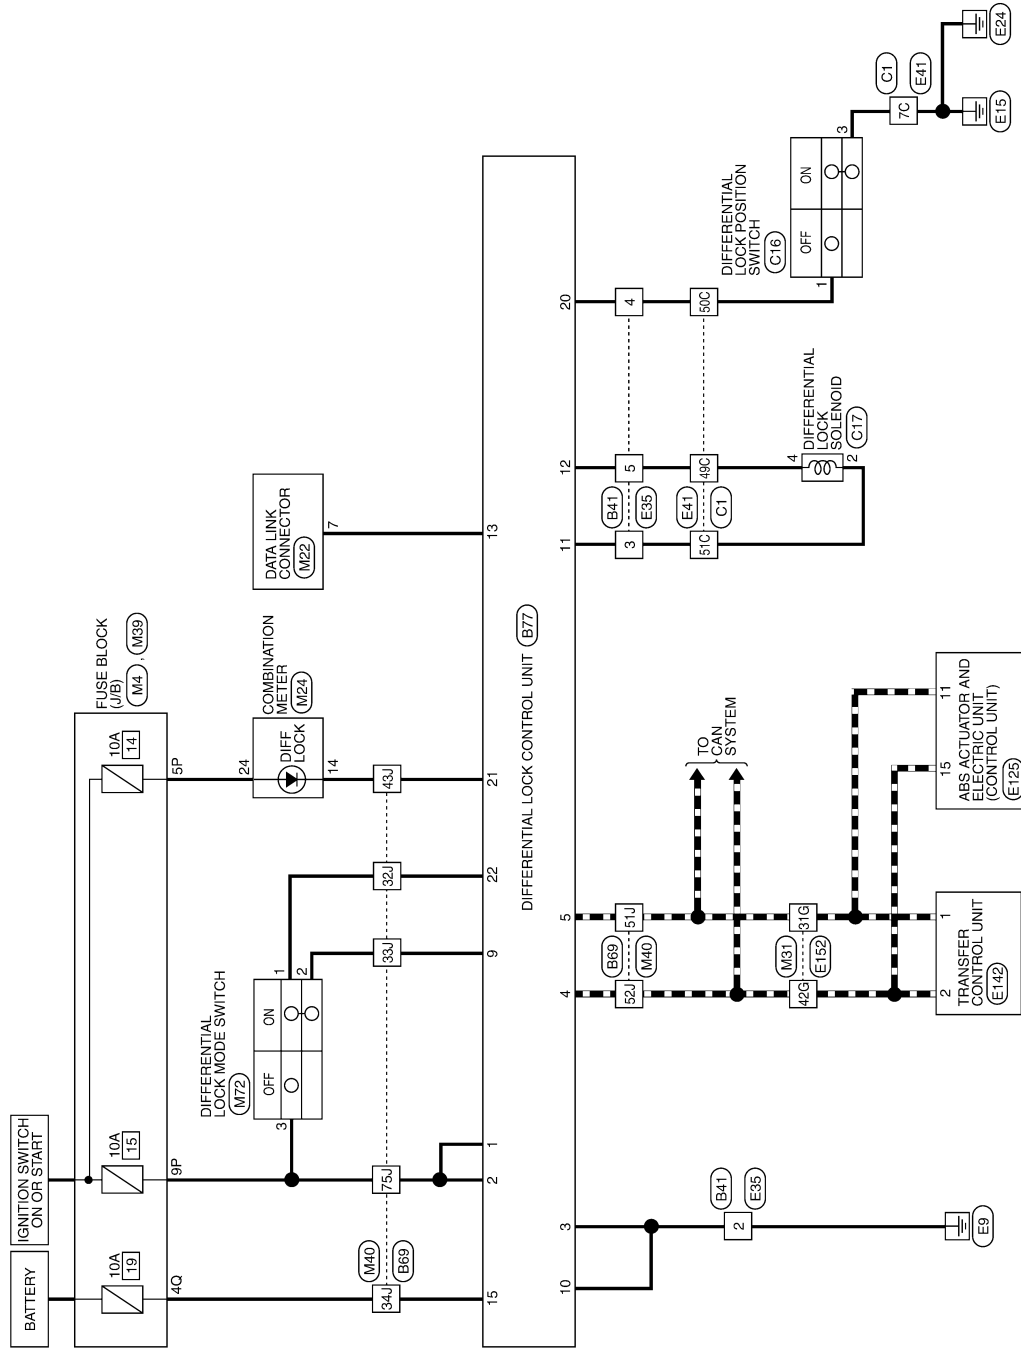 BATTERY
IGNITION SWITCH
ON OR START
FUSE BLOCK
(J/B)
M4 , M39
10A
19
10A
15
10A
14
4Q
9P
5P
DIFFERENTIAL
LOCK MODE SWITCH
M72
OFF
ON
3
1
2
COMBINATION
METER
M24
24
DIFF
LOCK
14
DATA LINK
CONNECTOR
M22
7
M40
B69
34J
75J
33J
32J
43J
15
2
1
9
22
21
13
DIFFERENTIAL LOCK CONTROL UNIT B77
10
3
4
5
11
12
20
B41
E35
2
E9
B69
M40
52J
51J
TO
CAN
SYSTEM
M31
E152
42G
31G
2
1
TRANSFER
CONTROL UNIT
E142
15
11
ABS ACTUATOR AND
ELECTRIC UNIT
(CONTROL UNIT)
E125
3
B41
E35
5
4
51C
E41
C1
49C
50C
DIFFERENTIAL
LOCK
SOLENOID
C17
4
2
DIFFERENTIAL
LOCK POSITION
SWITCH
C16
OFF
ON
1
3
C1
E41
7C
E15
E24